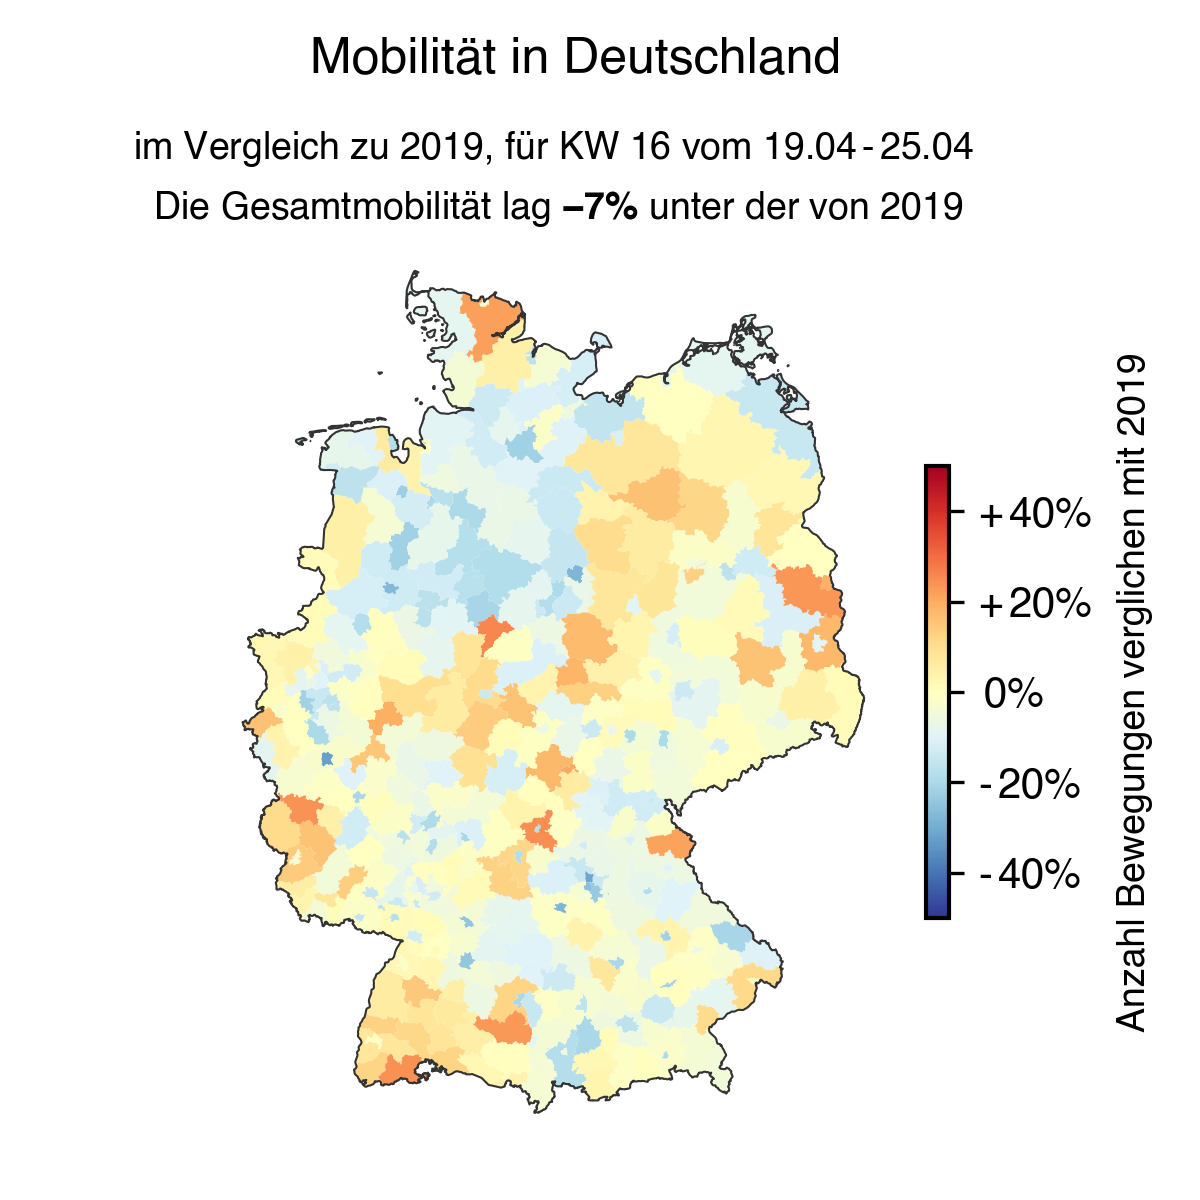 Mobilität in Deutschland
im Vergleich zu 2019, für KW 16 vom 19.04-25.04
Die Gesamtmobilität lag –7% unter der von 2019
+40%
+20%
0%
-20%
-40%
Anzahl Bewegungen verglichen mit 2019